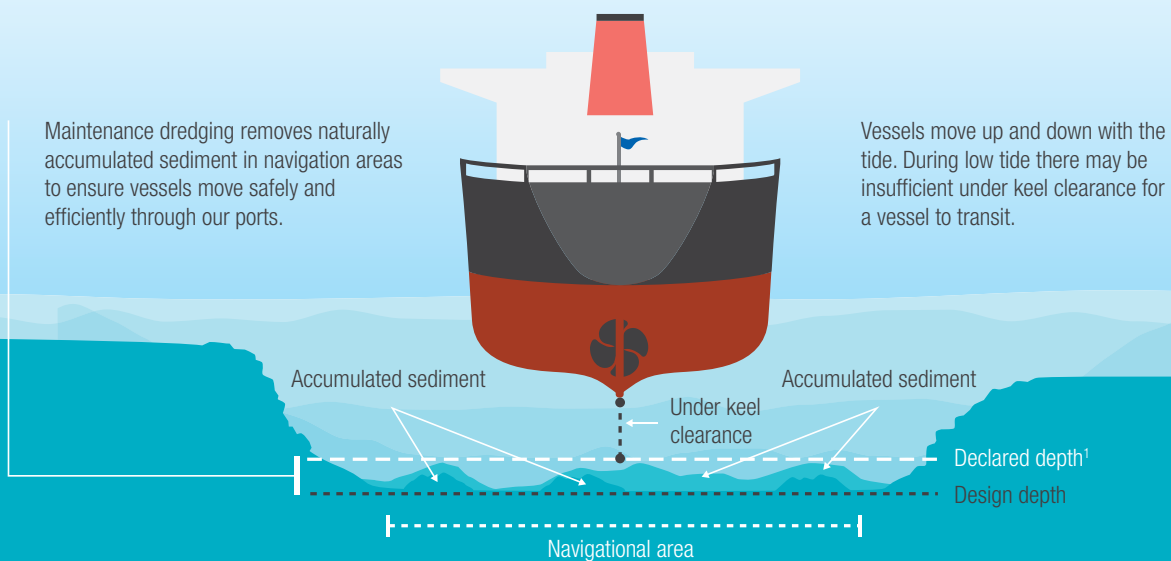 Maintenance dredging removes naturally
accumulated sediment in navigation areas
to ensure vessels move safely and
efficiently through our ports.
Vessels move up and down with the
tide. During low tide there may be
insufficient under keel clearance for
a vessel to transit.
Accumulated sediment
Accumulated sediment
Under keel
clearance
Declared depth¹
Design depth
Navigational area